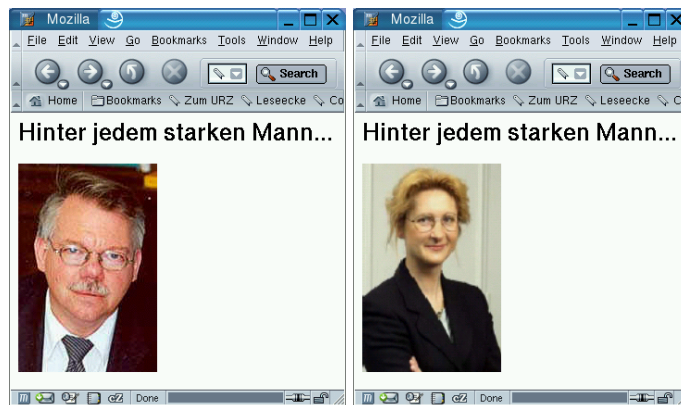 Mozilla
File Edit View Go Bookmarks Tools Window Help
Search
Home Bookmarks Zum URZ Leseecke Co
Hinter jedem starken Mann...
Done
Mozilla
File Edit View Go Bookmarks Tools Window Help
Search
Home Bookmarks Zum URZ Leseecke C
Hinter jedem starken Mann...
Done